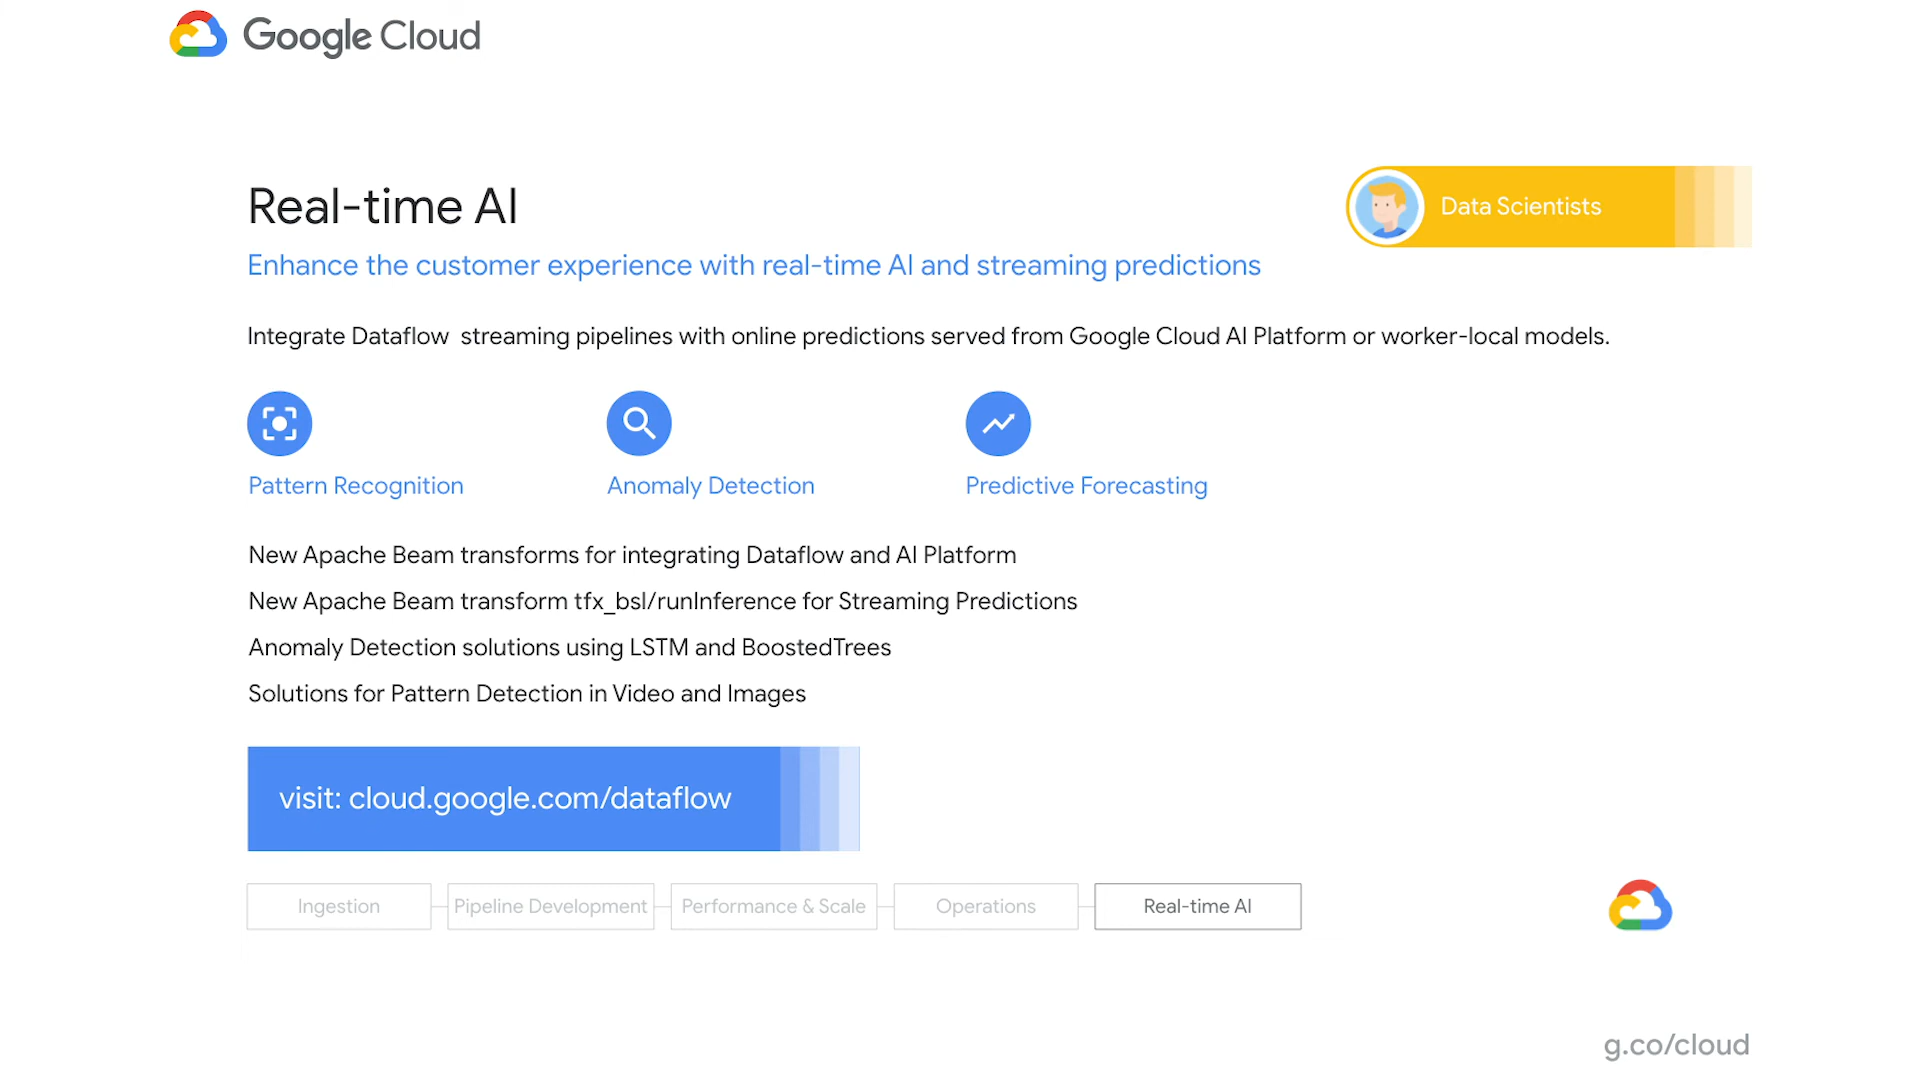 Google Cloud
Real-time AI
Data Scientists
Enhance the customer experience with real-time AI and streaming predictions
Integrate Dataflow  streaming pipelines with online predictions served from Google Cloud AI Platform or worker-local models.
Pattern Recognition
Anomaly Detection
Predictive Forecasting
New Apache Beam transforms for integrating Dataflow and AI Platform
New Apache Beam transform tfx_bsl/runInference for Streaming Predictions
Anomaly Detection solutions using LSTM and BoostedTrees
Solutions for Pattern Detection in Video and Images
visit: cloud.google.com/dataflow
Ingestion
Pipeline Development
Performance & Scale
Operations
Real-time AI
g.co/cloud